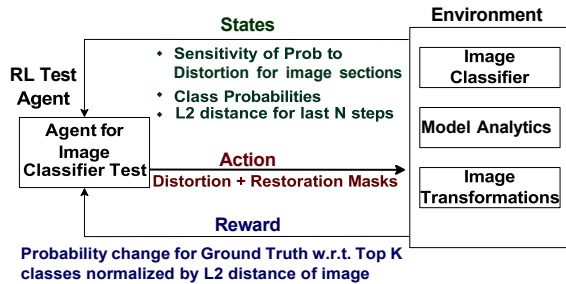 States
Environment
• Sensitivity of Prob to
Distortion for image sections
• Class Probabilities
• L2 distance for last N steps
RL Test
Agent
Agent for
Image
Classifier Test
Image
Classifier
Model Analytics
Image
Transformations
Action
Distortion + Restoration Masks
Reward
Probability change for Ground Truth w.r.t. Top K
classes normalized by L2 distance of image